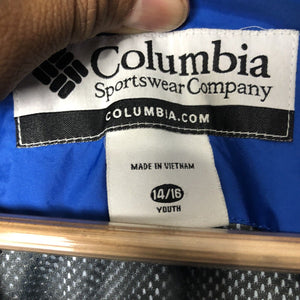 Columbia
Sportswear Company
COLUMBIA.COM
MADE IN VIETNAM
14/16
YOUTH